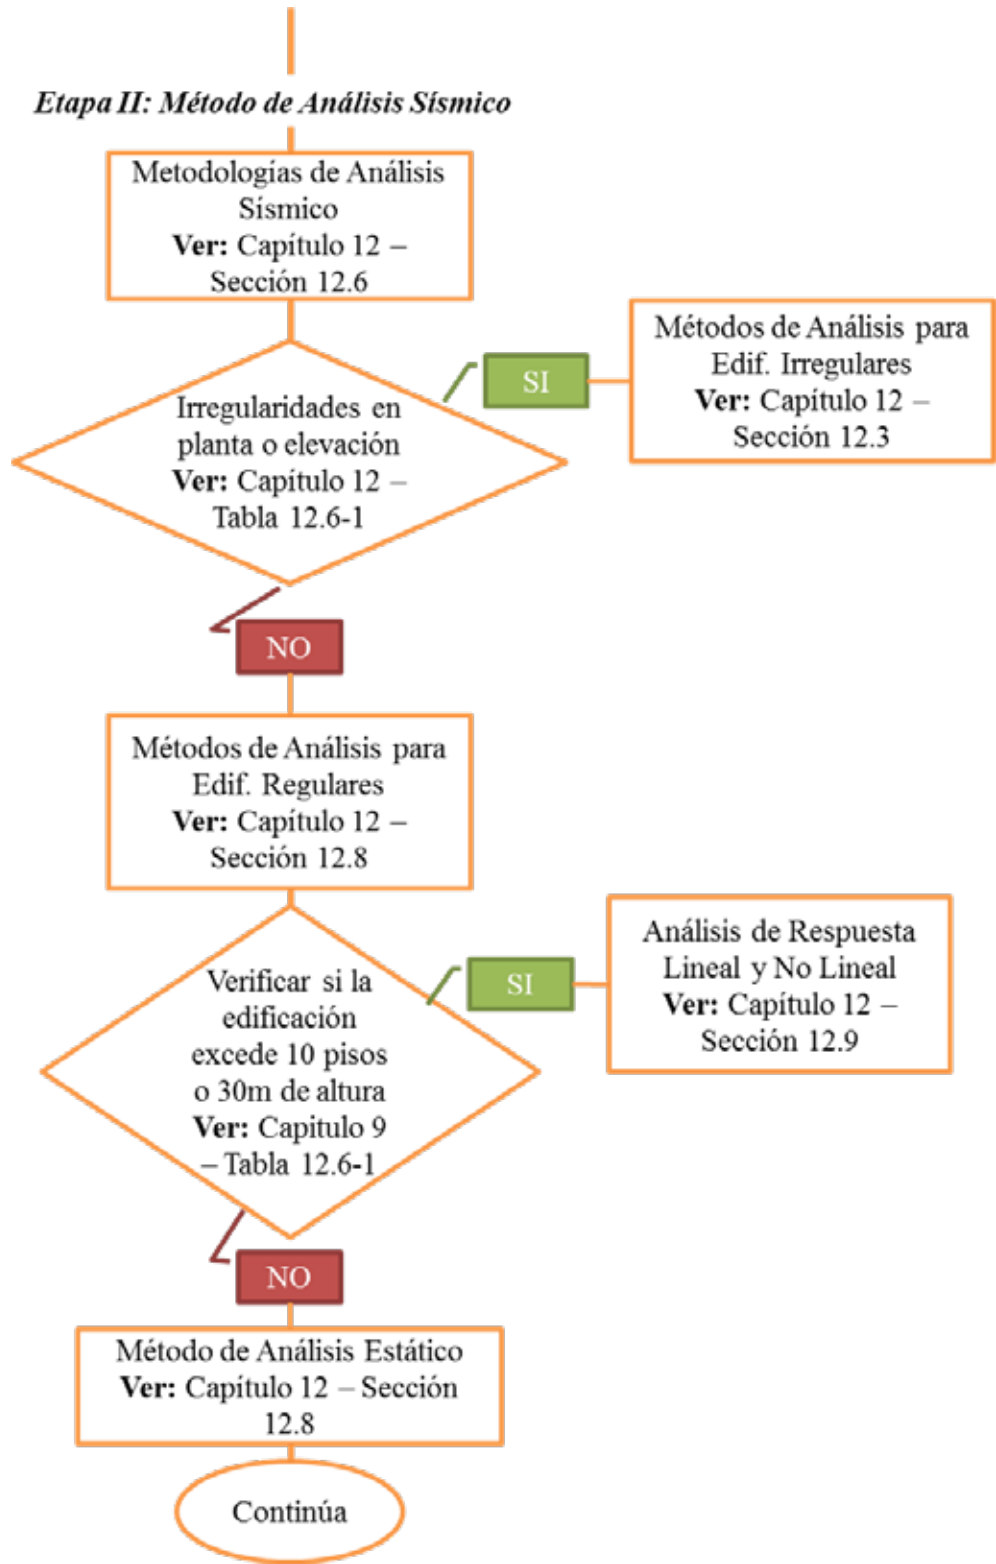 Etapa II: Método de Análisis Sísmico
Metodologías de Análisis
Sísmico
Ver: Capítulo 12 –
Sección 12.6
Irregularidades en
planta o elevación
Ver: Capítulo 12 –
Tabla 12.6-1
SI
Métodos de Análisis para
Edif. Irregulares
Ver: Capítulo 12 –
Sección 12.3
NO
Métodos de Análisis para
Edif. Regulares
Ver: Capítulo 12 –
Sección 12.8
Verificar si la
edificación
excede 10 pisos
o 30m de altura
Ver: Capitulo 9
– Tabla 12.6-1
SI
Análisis de Respuesta
Lineal y No Lineal
Ver: Capítulo 12 –
Sección 12.9
NO
Método de Análisis Estático
Ver: Capítulo 12 – Sección
12.8
Continúa